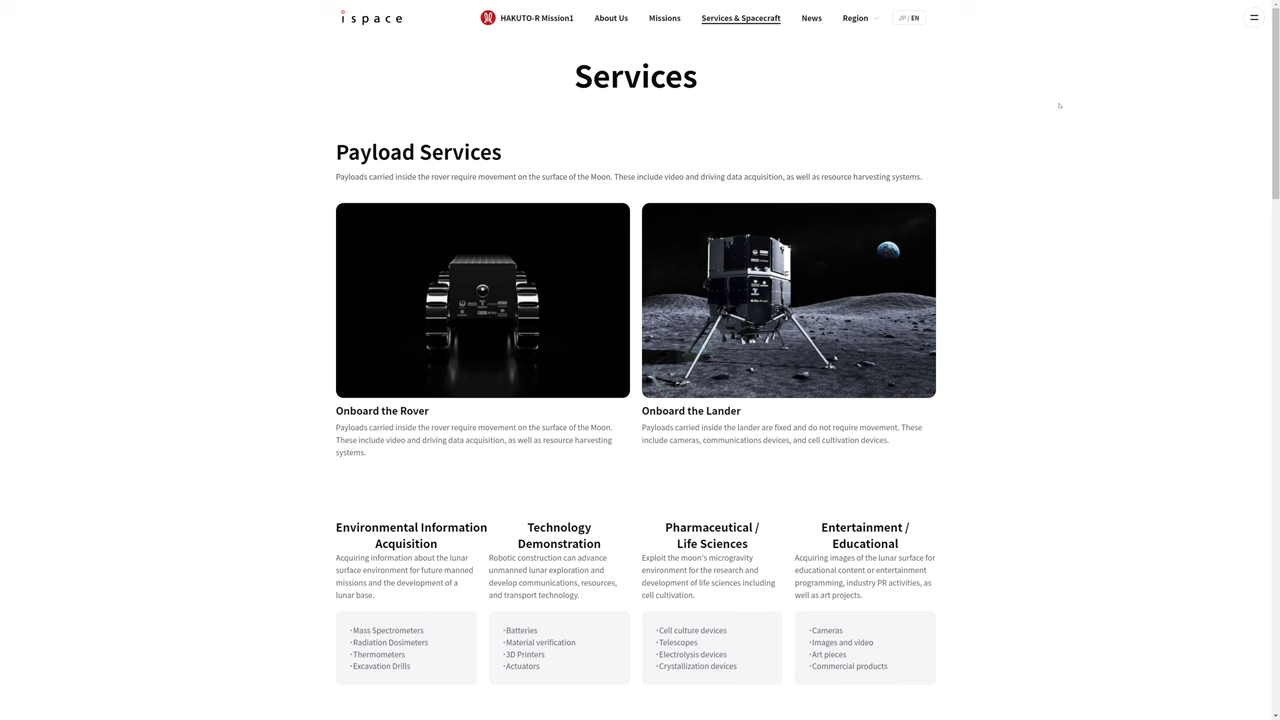 ispace
HAKUTO-R Mission1
About Us
Missions
Services & Spacecraft
News
Region
JP / EN
Services
Payload Services
Payloads carried inside the rover require movement on the surface of the Moon. These include video and driving data acquisition, as well as resource harvesting systems.
Onboard the Rover
Payloads carried inside the rover require movement on the surface of the Moon.
These include video and driving data acquisition, as well as resource harvesting
systems.
Onboard the Lander
Payloads carried inside the lander are fixed and do not require movement. These
include cameras, communications devices, and cell cultivation devices.
Environmental Information
Acquisition
Acquiring information about the lunar
surface environment for future manned
missions and the development of a
lunar base.
・Mass Spectrometers
・Radiation Dosimeters
・Thermometers
・Excavation Drills
Technology
Demonstration
Robotic construction can advance
unmanned lunar exploration and
develop communications, resources,
and transport technology.
・Batteries
・Material verification
・3D Printers
・Actuators
Pharmaceutical /
Life Sciences
Exploit the moon's microgravity
environment for the research and
development of life sciences including
cell cultivation.
・Cell culture devices
・Telescopes
・Electrolysis devices
・Crystallization devices
Entertainment /
Educational
Acquiring images of the lunar surface for
educational content or entertainment
programming, industry PR activities, as
well as art projects.
・Cameras
・Images and video
・Art pieces
・Commercial products